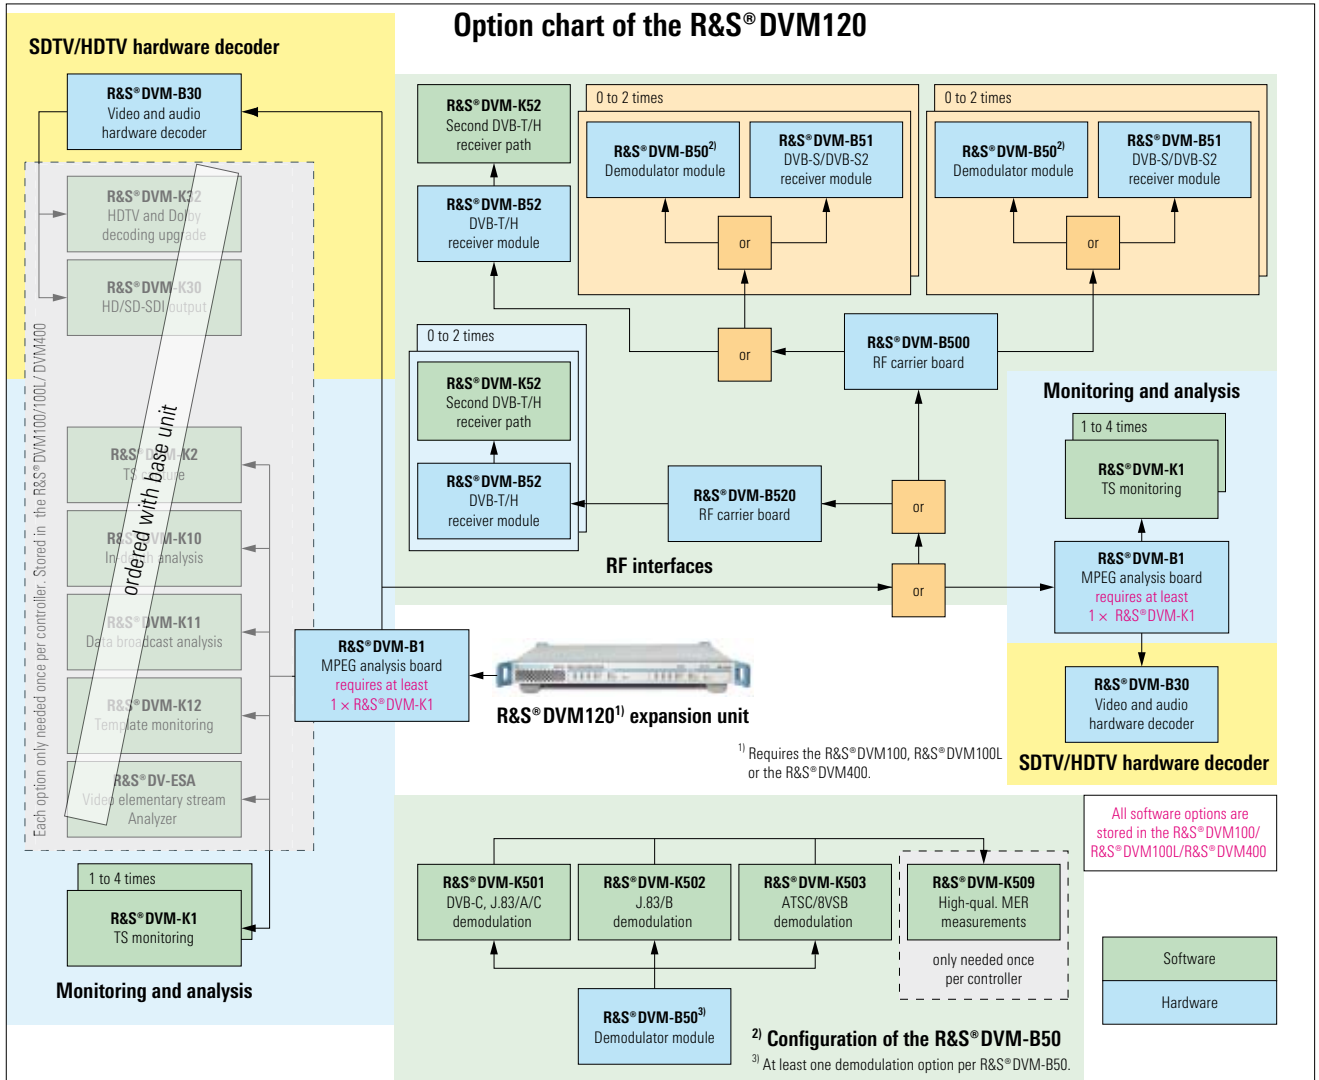 Option chart of the R&S®DVM120
SDTV/HDTV hardware decoder
R&S®DVM-B30
Video and audio
hardware decoder
R&S®DVM-K32
HDTV and Dolby
decoding upgrade
R&S®DVM-K30
HD/SD-SDI output
Each option only needed once per controller. Stored in the R&S®DVM100/100L/ DVM400
ordered with base unit
R&S®DVM-K2
TS capture
R&S®DVM-K10
In-depth analysis
R&S®DVM-K11
Data broadcast analysis
R&S®DVM-K12
Template monitoring
R&S®DV-ESA
Video elementary stream
Analyzer
1 to 4 times
R&S®DVM-K1
TS monitoring
Monitoring and analysis
R&S®DVM-B1
MPEG analysis board
requires at least
1 × R&S®DVM-K1
R&S®DVM120¹⁾ expansion unit
¹⁾ Requires the R&S®DVM100, R&S®DVM100L
or the R&S®DVM400.
R&S®DVM-K52
Second DVB-T/H
receiver path
R&S®DVM-B52
DVB-T/H
receiver module
0 to 2 times
R&S®DVM-B50²⁾
Demodulator module
R&S®DVM-B51
DVB-S/DVB-S2
receiver module
or
0 to 2 times
R&S®DVM-B50²⁾
Demodulator module
R&S®DVM-B51
DVB-S/DVB-S2
receiver module
or
or
R&S®DVM-B500
RF carrier board
0 to 2 times
R&S®DVM-K52
Second DVB-T/H
receiver path
R&S®DVM-B52
DVB-T/H
receiver module
R&S®DVM-B520
RF carrier board
or
RF interfaces
or
Monitoring and analysis
1 to 4 times
R&S®DVM-K1
TS monitoring
R&S®DVM-B1
MPEG analysis board
requires at least
1 × R&S®DVM-K1
R&S®DVM-B30
Video and audio
hardware decoder
SDTV/HDTV hardware decoder
All software options are
stored in the R&S®DVM100/
R&S®DVM100L/R&S®DVM400
R&S®DVM-K501
DVB-C, J.83/A/C
demodulation
R&S®DVM-K502
J.83/B
demodulation
R&S®DVM-K503
ATSC/8VSB
demodulation
R&S®DVM-K509
High-qual. MER
measurements
only needed once
per controller
R&S®DVM-B50³⁾
Demodulator module
²⁾ Configuration of the R&S®DVM-B50
³⁾ At least one demodulation option per R&S®DVM-B50.
Software
Hardware